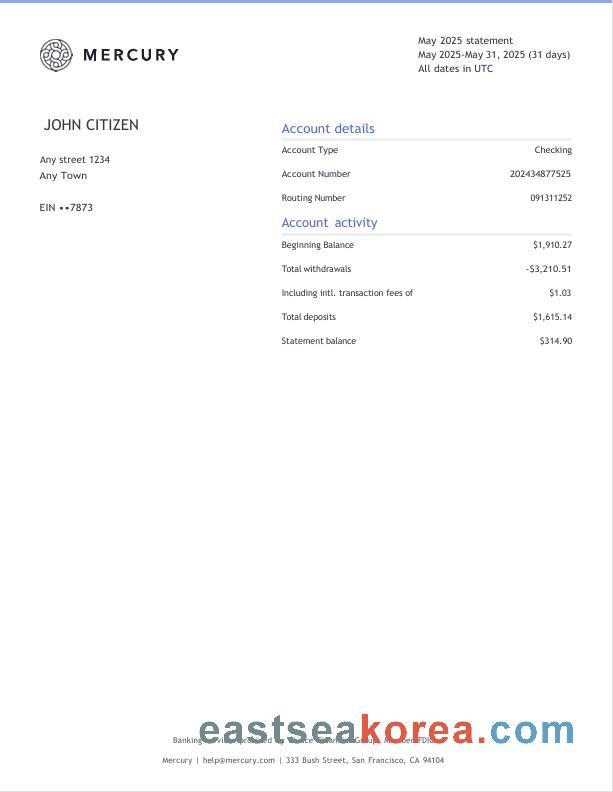 MERCURY
May 2025 statement
May 2025-May 31, 2025 (31 days)
All dates in UTC
JOHN CITIZEN
Any street 1234
Any Town
EIN ••7873
Account details
Account Type Checking
Account Number 202434877525
Routing Number 091311252
Account activity
Beginning Balance $1,910.27
Total withdrawals -$3,210.51
Including intl. transaction fees of $1.03
Total deposits $1,615.14
Statement balance $314.90
eastseakorea.com
Banking
Mercury | help@mercury.com | 333 Bush Street, San Francisco, CA 94104